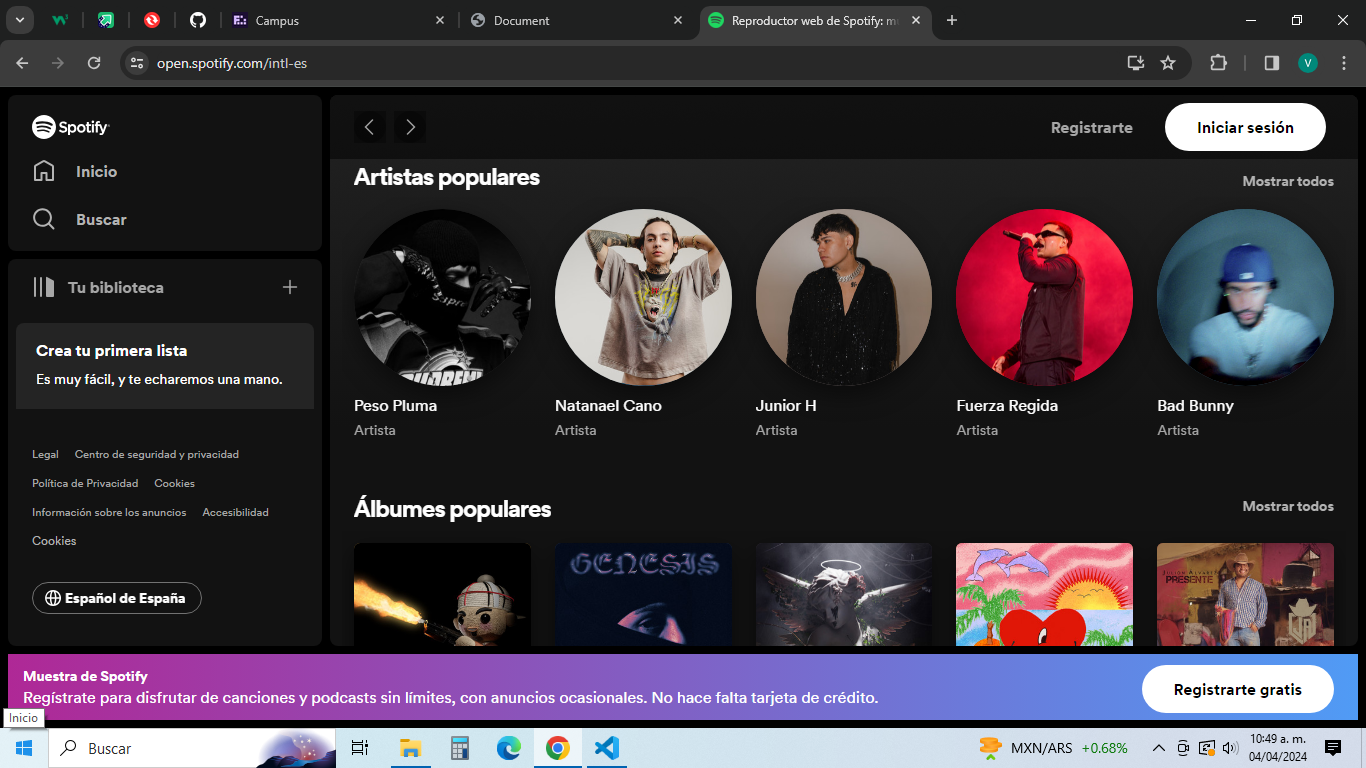 Campus
Document
Reproductor web de Spotify: m
open.spotify.com/intl-es
V
Spotify
Inicio
Buscar
Tu biblioteca
Crea tu primera lista
Es muy fácil, y te echaremos una mano.
Legal Centro de seguridad y privacidad
Política de Privacidad Cookies
Información sobre los anuncios Accesibilidad
Cookies
Español de España
Registrarte Iniciar sesión
Artistas populares
Mostrar todos
Peso Pluma
Artista
Natanael Cano
Artista
Junior H
Artista
Fuerza Regida
Artista
Bad Bunny
Artista
Álbumes populares
Mostrar todos
GENESIS
JULION ALVAREZ
PRESENTE
Muestra de Spotify
Regístrate para disfrutar de canciones y podcasts sin límites, con anuncios ocasionales. No hace falta tarjeta de crédito.
Registrarte gratis
Inicio
Buscar
MXN/ARS +0.68%
10:49 a. m.
04/04/2024